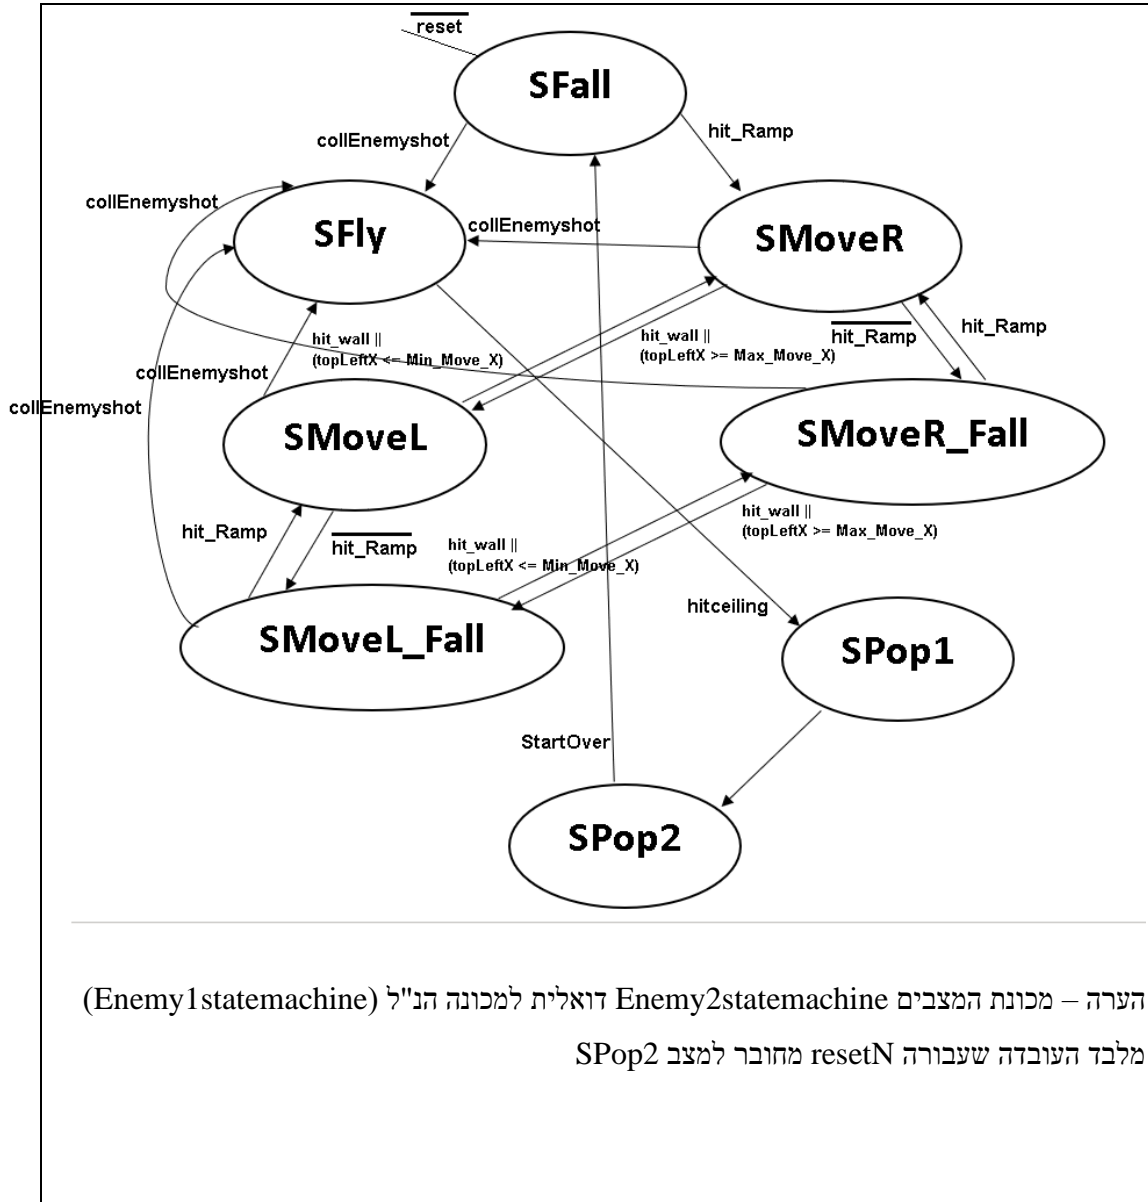 reset
SFall
collEnemyshot
hit_Ramp
collEnemyshot
SFly
collEnemyshot
SMoveR
hit_wall ||
(topLeftX <= Min_Move_X)
hit_wall ||
(topLeftX >= Max_Move_X)
hit_Ramp
hit_Ramp
collEnemyshot
collEnemyshot
SMoveL
SMoveR_Fall
hit_Ramp
hit_Ramp
hit_wall ||
(topLeftX <= Min_Move_X)
hit_wall ||
(topLeftX >= Max_Move_X)
SMoveL_Fall
hitceiling
SPop1
StartOver
SPop2
הערה – מכונת המצבים Enemy2statemachine דואלית למכונה הנ"ל (Enemy1statemachine)
מלבד העובדה שעבורה resetN מחובר למצב SPop2